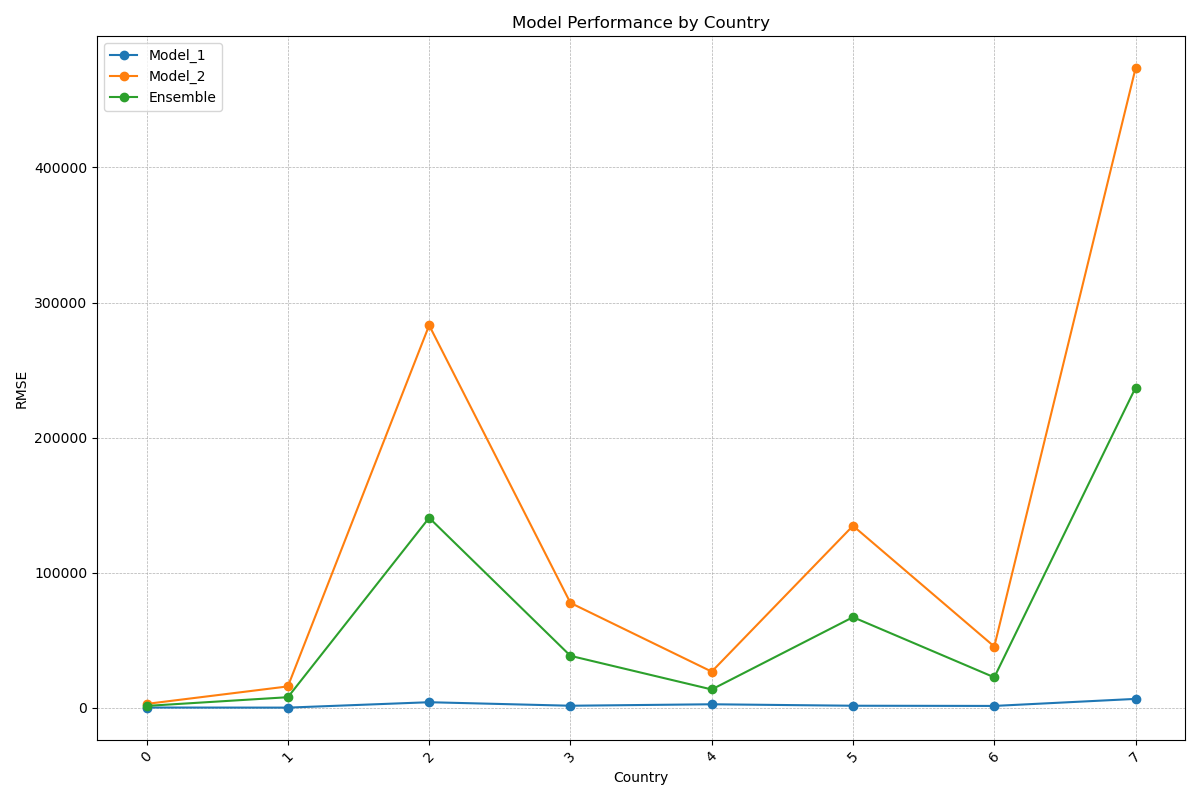 Model Performance by Country
Model_1
Model_2
Ensemble
400000
300000
200000
100000
0
RMSE
0 1 2 3 4 5 6 7
Country